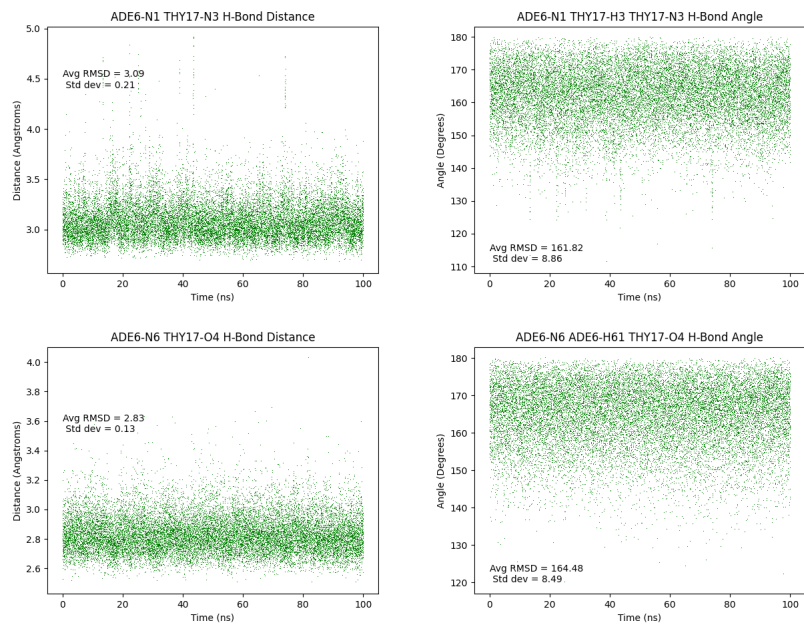 ADE6-N1 THY17-N3 H-Bond Distance
5.0
4.5
4.0
3.5
3.0
Distance (Angstroms)
Avg RMSD = 3.09
Std dev = 0.21
0 20 40 60 80 100
Time (ns)
ADE6-N1 THY17-H3 THY17-N3 H-Bond Angle
180
170
160
150
140
130
120
110
Angle (Degrees)
Avg RMSD = 161.82
Std dev = 8.86
0 20 40 60 80 100
Time (ns)
ADE6-N6 THY17-O4 H-Bond Distance
4.0
3.8
3.6
3.4
3.2
3.0
2.8
2.6
Distance (Angstroms)
Avg RMSD = 2.83
Std dev = 0.13
0 20 40 60 80 100
Time (ns)
ADE6-N6 ADE6-H61 THY17-O4 H-Bond Angle
180
170
160
150
140
130
120
Angle (Degrees)
Avg RMSD = 164.48
Std dev = 8.49
0 20 40 60 80 100
Time (ns)